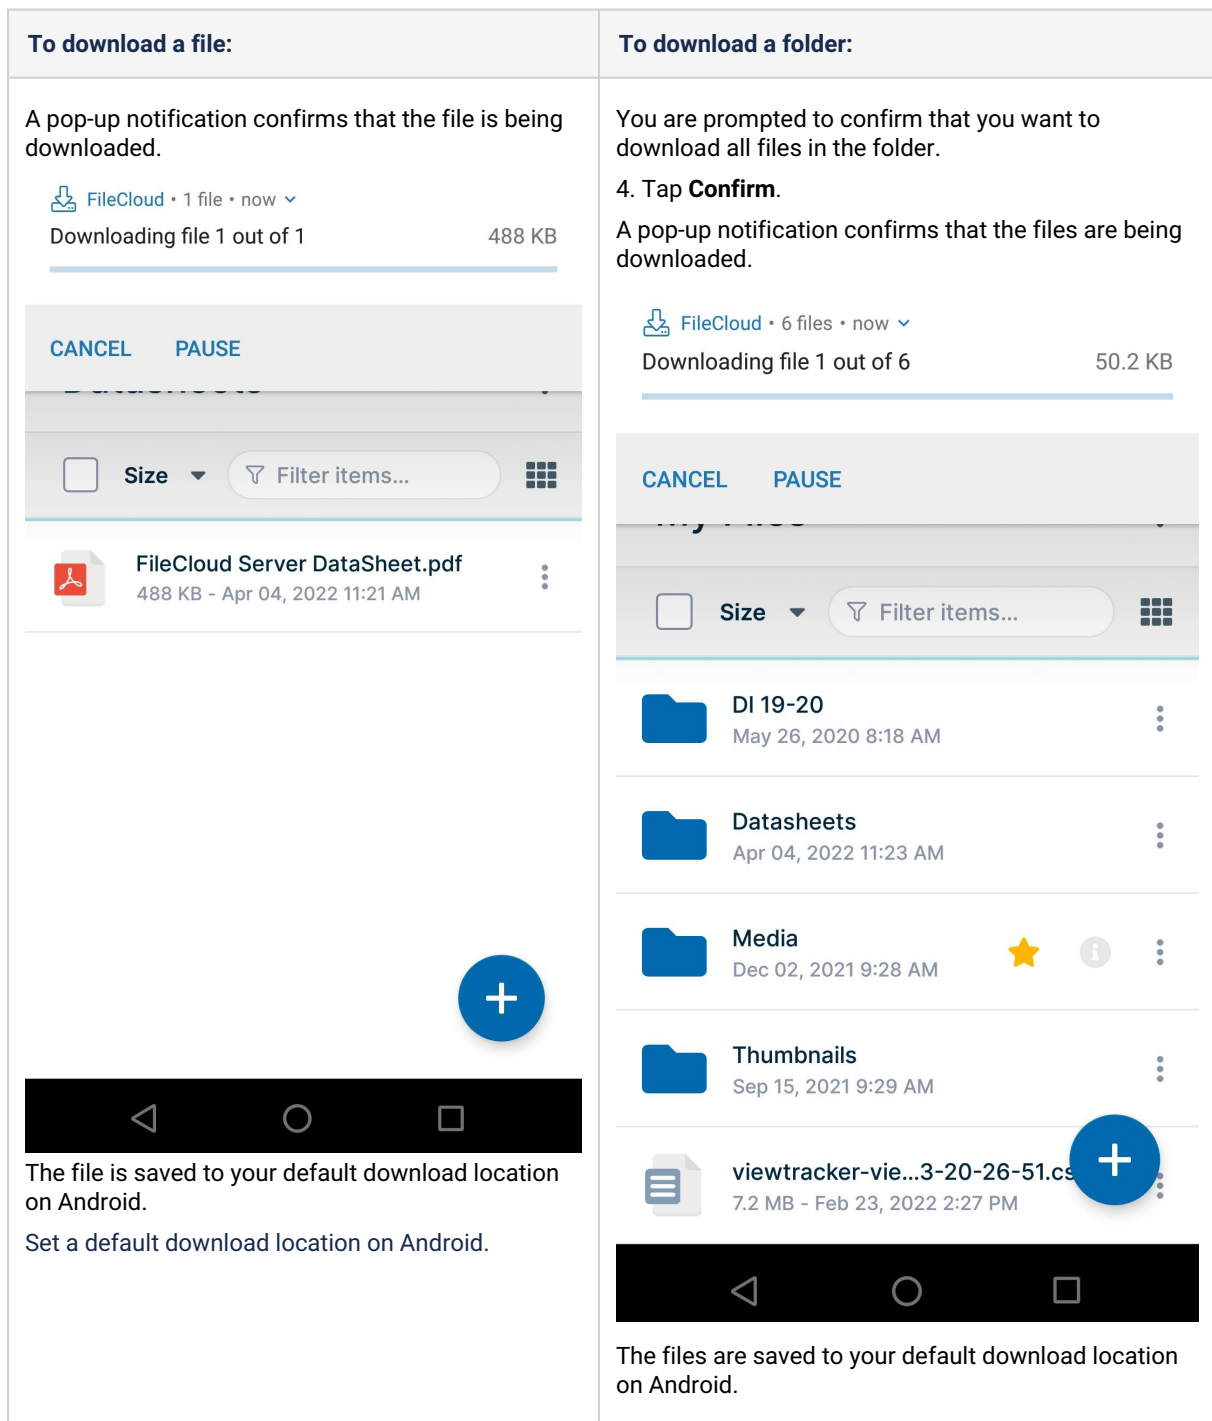 To download a file:
A pop-up notification confirms that the file is being
downloaded.
FileCloud • 1 file • now
Downloading file 1 out of 1 488 KB
CANCEL PAUSE
Datasheets
Size Filter items...
FileCloud Server DataSheet.pdf
488 KB - Apr 04, 2022 11:21 AM
The file is saved to your default download location
on Android.
Set a default download location on Android.
To download a folder:
You are prompted to confirm that you want to
download all files in the folder.
4. Tap Confirm.
A pop-up notification confirms that the files are being
downloaded.
FileCloud • 6 files • now
Downloading file 1 out of 6 50.2 KB
CANCEL PAUSE
My Files
Size Filter items...
DI 19-20
May 26, 2020 8:18 AM
Datasheets
Apr 04, 2022 11:23 AM
Media
Dec 02, 2021 9:28 AM
Thumbnails
Sep 15, 2021 9:29 AM
viewtracker-vie...3-20-26-51.cs
7.2 MB - Feb 23, 2022 2:27 PM
The files are saved to your default download location
on Android.